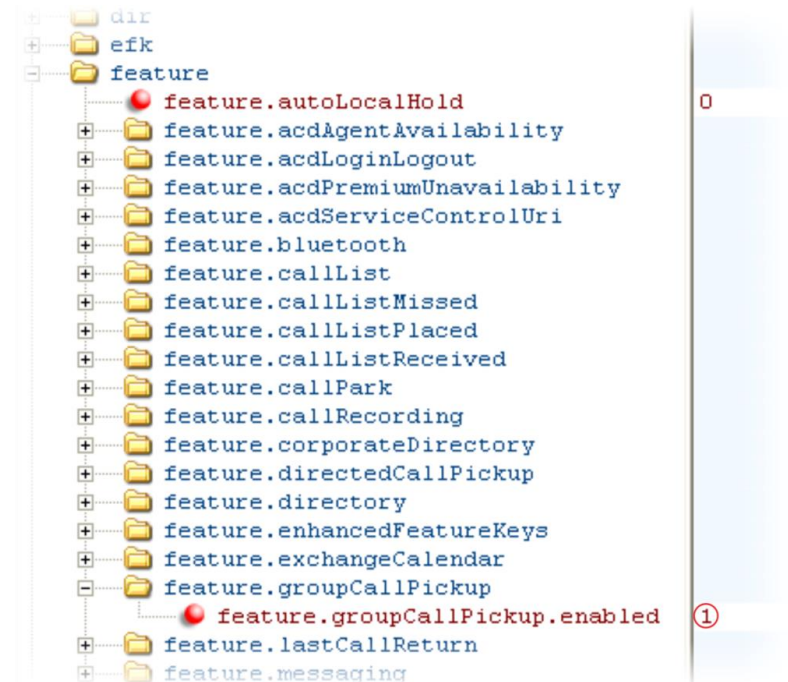 dir
efk
feature
feature.autoLocalHold 0
feature.acdAgentAvailability
feature.acdLoginLogout
feature.acdPremiumUnavailability
feature.acdServiceControlUri
feature.bluetooth
feature.callList
feature.callListMissed
feature.callListPlaced
feature.callListReceived
feature.callPark
feature.callRecording
feature.corporateDirectory
feature.directedCallPickup
feature.directory
feature.enhancedFeatureKeys
feature.exchangeCalendar
feature.groupCallPickup
feature.groupCallPickup.enabled 1
feature.lastCallReturn
feature.messaging